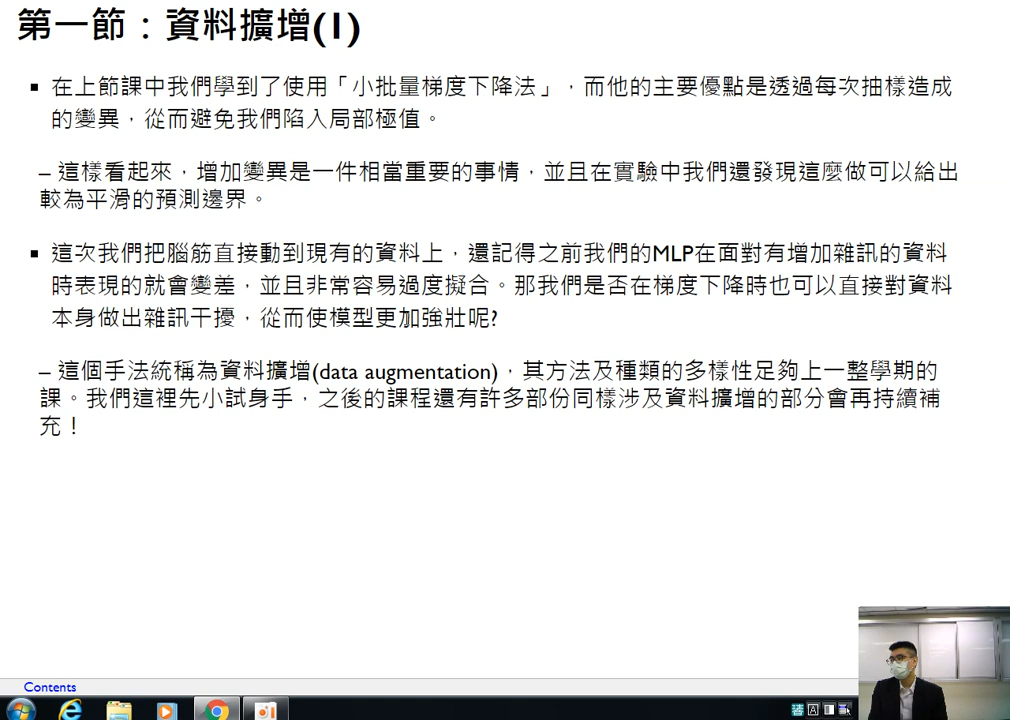 第一節：資料擴增(1)
▪ 在上節課中我們學到了使用「小批量梯度下降法」，而他的主要優點是透過每次抽樣造成
的變異，從而避免我們陷入局部極值。
– 這樣看起來，增加變異是一件相當重要的事情，並且在實驗中我們還發現這麼做可以給出
較為平滑的預測邊界。
▪ 這次我們把腦筋直接動到現有的資料上，還記得之前我們的MLP在面對有增加雜訊的資料
時表現的就會變差，並且非常容易過度擬合。那我們是否在梯度下降時也可以直接對資料
本身做出雜訊干擾，從而使模型更加強壯呢?
– 這個手法統稱為資料擴增(data augmentation)，其方法及種類的多樣性足夠上一整學期的
課。我們這裡先小試身手，之後的課程還有許多部份同樣涉及資料擴增的部分會再持續補
充！
Contents